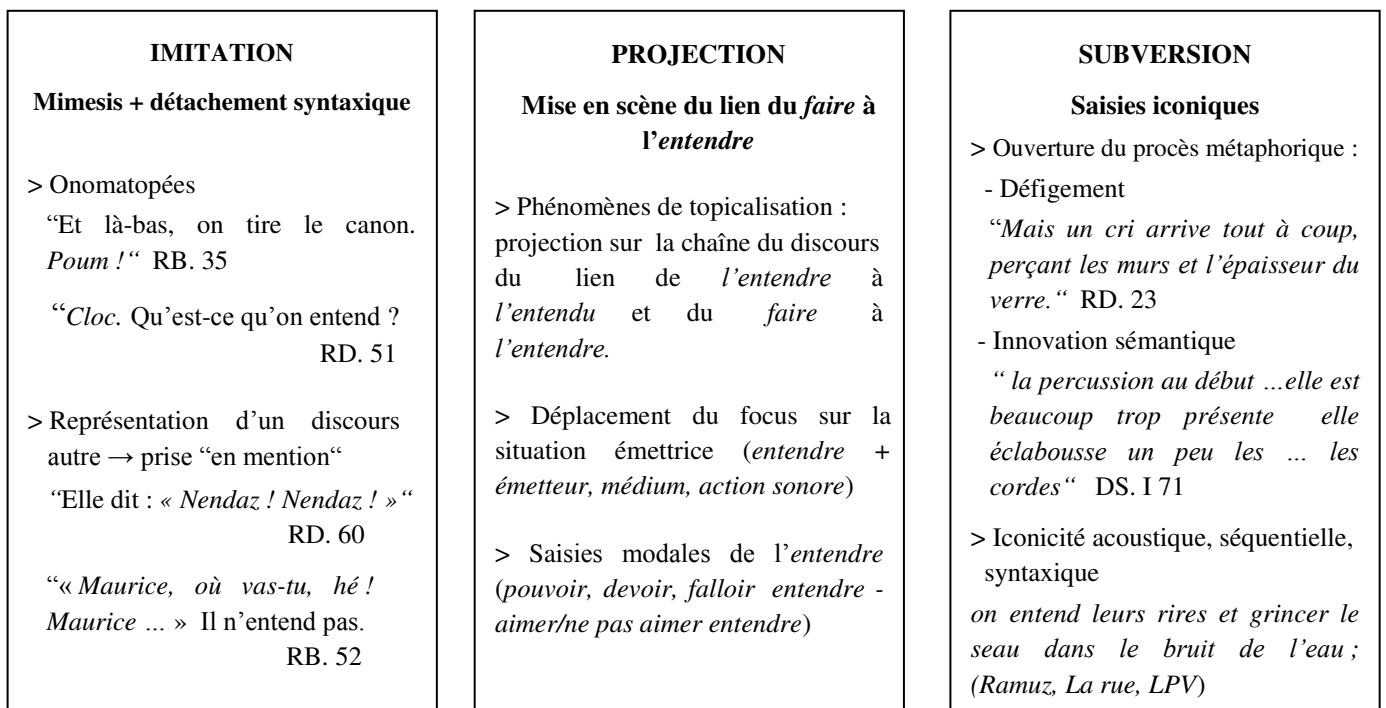 IMITATION
Mimesis + détachement syntaxique
> Onomatopées
“Et là-bas, on tire le canon.
Poum !“ RB. 35
“Cloc. Qu’est-ce qu’on entend ?
RD. 51
> Représentation d’un discours
autre → prise “en mention“
“Elle dit : « Nendaz ! Nendaz ! »“
RD. 60
“« Maurice, où vas-tu, hé !
Maurice … » Il n’entend pas.
RB. 52
PROJECTION
Mise en scène du lien du faire à
l’entendre
> Phénomènes de topicalisation :
projection sur la chaîne du discours
du lien de l’entendre à
l’entendu et du faire à
l’entendre.
> Déplacement du focus sur la
situation émettrice (entendre +
émetteur, médium, action sonore)
> Saisies modales de l’entendre
(pouvoir, devoir, falloir entendre -
aimer/ne pas aimer entendre)
SUBVERSION
Saisies iconiques
> Ouverture du procès métaphorique :
- Défigement
“Mais un cri arrive tout à coup,
perçant les murs et l’épaisseur du
verre.“ RD. 23
- Innovation sémantique
“ la percussion au début …elle est
beaucoup trop présente elle
éclabousse un peu les … les
cordes“ DS. I 71
> Iconicité acoustique, séquentielle,
syntaxique
on entend leurs rires et grincer le
seau dans le bruit de l’eau ;
(Ramuz, La rue, LPV)